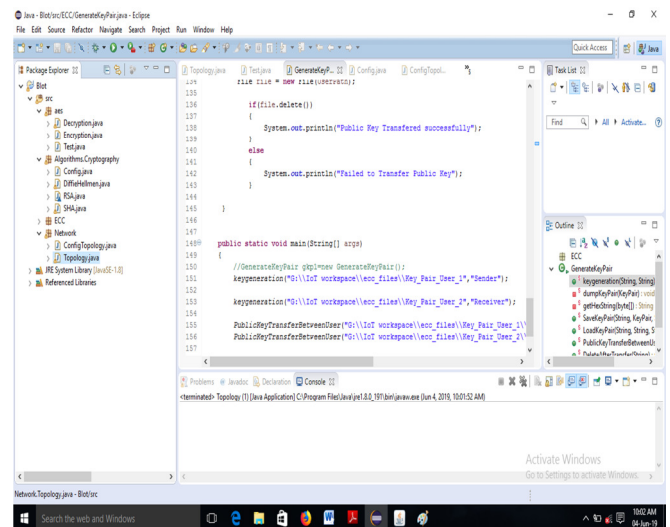 Java - Blot/src/ECC/GenerateKeyPair.java - Eclipse
File Edit Source Refactor Navigate Search Project Run Window Help
Quick Access
Java
Package Explorer
Blot
src
aes
Decryption.java
Encryption.java
Test.java
Algorithms.Cryptography
Config.java
DiffieHellmen.java
RSA.java
SHA.java
ECC
Network
ConfigTopology.java
Topology.java
JRE System Library [JavaSE-1.8]
Referenced Libraries
Topology.java Test.java GenerateKeyP... Config.java ConfigTopol... »5
134 File file = new File(userPath);
135
136 if(file.delete())
137 {
138 System.out.println("Public Key Transfered successfully");
139 }
140 else
141 {
142 System.out.println("Failed to Transfer Public Key");
143 }
144
145 }
146
147
148 public static void main(String[] args)
149 {
150 //GenerateKeyPair gkp1=new GenerateKeyPair();
151 keygeneration("G:\\IoT workspace\\ecc_files\\Key_Pair_User_1","Sender");
152
153 keygeneration("G:\\IoT workspace\\ecc_files\\Key_Pair_User_2","Receiver");
154
155 PublicKeyTransferBetweenUser("G:\\IoT workspace\\ecc_files\\Key_Pair_User_1\
156 PublicKeyTransferBetweenUser("G:\\IoT workspace\\ecc_files\\Key_Pair_User_2\
157
Task List
Find All Activate...
Outline
ECC
GenerateKeyPair
keygeneration(String, String)
dumpKeyPair(KeyPair) : void
getHexString(byte[]) : String
SaveKeyPair(String, KeyPair,
LoadKeyPair(String, String, S
PublicKeyTransferBetweenUs
DeleteAfterTransfer(String)
Problems Javadoc Declaration Console
<terminated> Topology (1) [Java Application] C:\Program Files\Java\jre1.8.0_191\bin\javaw.exe (Jun 4, 2019, 10:01:52 AM)
Activate Windows
Go to Settings to activate Windows.
Network.Topology.java - Blot/src
Search the web and Windows
10:02 AM
04-Jun-19